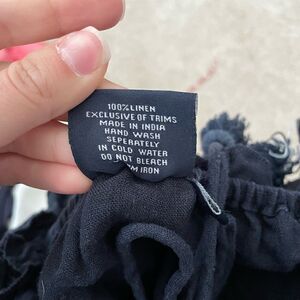 100%LINEN
EXCLUSIVE OF TRIMS
MADE IN INDIA
HAND WASH
SEPERATELY
IN COLD WATER
DO NOT BLEACH
IRON